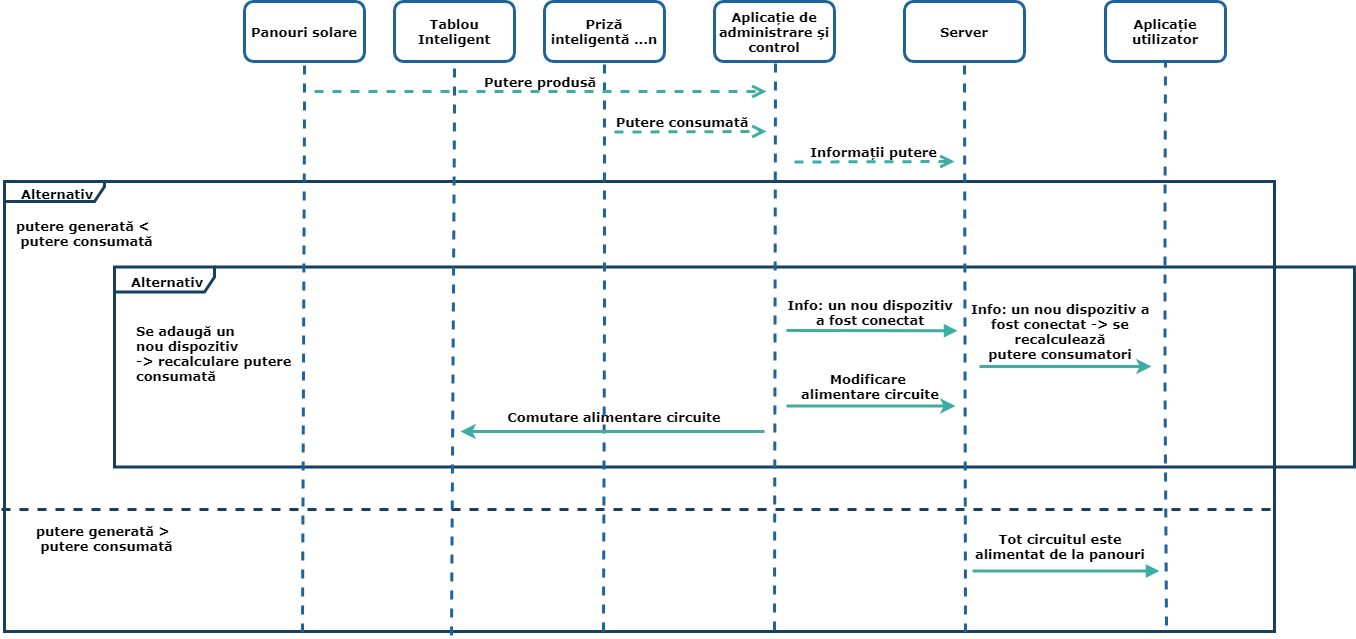 Panouri solare
Tablou
Inteligent
Priză
inteligentă ...n
Aplicație de
administrare și
control
Server
Aplicație
utilizator
Putere produsă
Putere consumată
Informații putere
Alternativ
putere generată <
putere consumată
Alternativ
Se adaugă un
nou dispozitiv
-> recalculare putere
consumată
Info: un nou dispozitiv
a fost conectat
Info: un nou dispozitiv a
fost conectat -> se
recalculează
putere consumatori
Modificare
alimentare circuite
Comutare alimentare circuite
putere generată >
putere consumată
Tot circuitul este
alimentat de la panouri